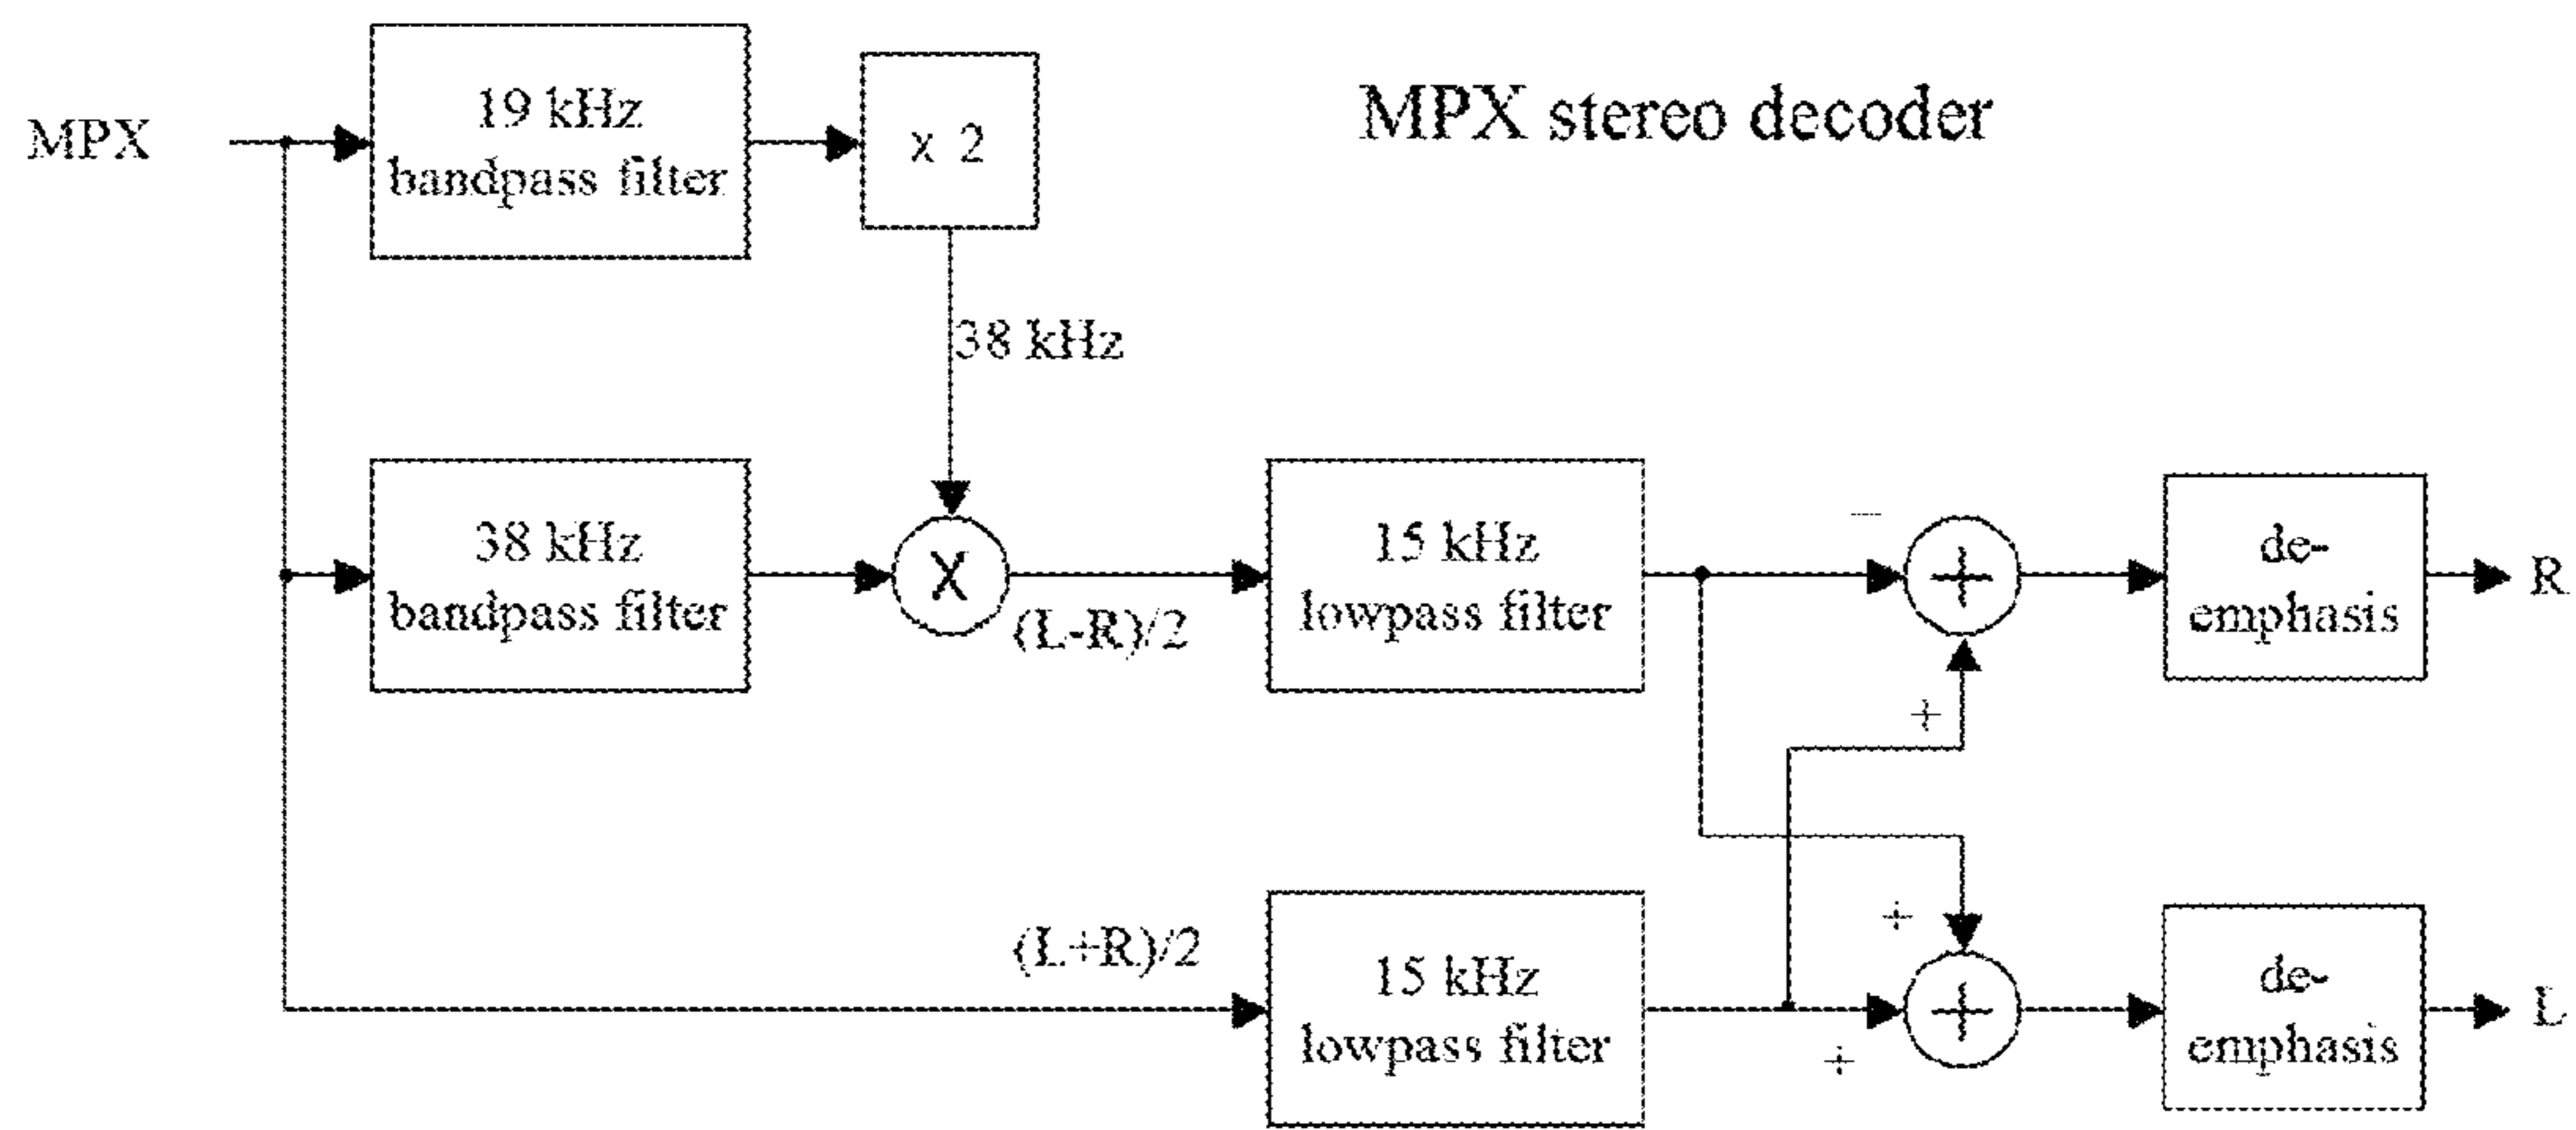 MPX stereo decoder
MPX
19 kHz
bandpass filter
x 2
38 kHz
38 kHz
bandpass filter
X
(L-R)/2
15 kHz
lowpass filter
−
+
+
de-
emphasis
R
(L+R)/2
15 kHz
lowpass filter
+
+
+
de-
emphasis
L